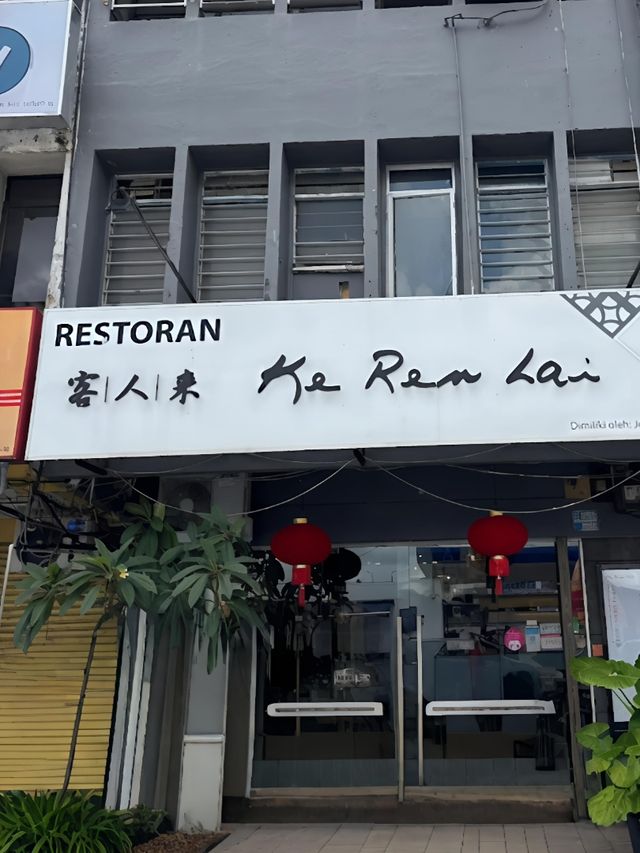 RESTORAN
客|人|来 Ke Ren Lai
Dimiliki oleh: